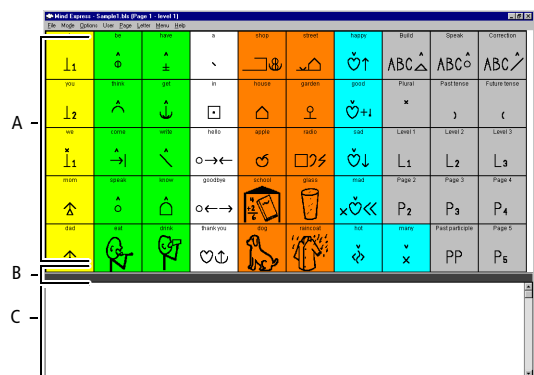 Mind Express - Sample1.bls (Page 1 - level 1)
File Mode Options User Page Letter Menu Help
be have a shop street happy Build Speak Correction
1 ABC ABC ABC
you think get in house garden good Plural Past tense Future tense
2
we come write hello apple radio sad Level 1 Level 2 Level 3
1 L1 L2 L3
mom speak know goodbye school glass mad Page 2 Page 3 Page 4
P2 P3 P4
dad eat drink thank you dog raincoat hot many Past participle Page 5
PP P5
A
B
C